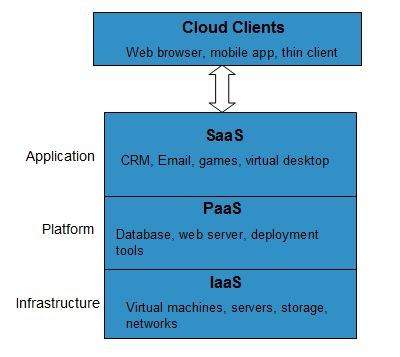 Cloud Clients
Web browser, mobile app, thin client
SaaS
Application
CRM, Email, games, virtual desktop
PaaS
Platform
Database, web server, deployment
tools
IaaS
Infrastructure
Virtual machines, servers, storage,
networks